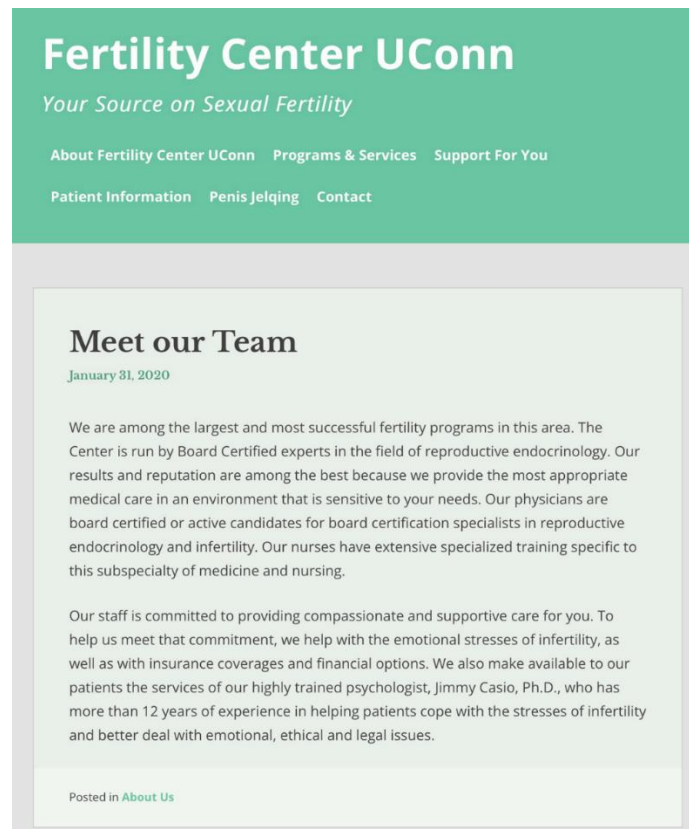 Fertility Center UConn
Your Source on Sexual Fertility
About Fertility Center UConn Programs & Services Support For You
Patient Information Penis Jelqing Contact
Meet our Team
January 31, 2020
We are among the largest and most successful fertility programs in this area. The
Center is run by Board Certified experts in the field of reproductive endocrinology. Our
results and reputation are among the best because we provide the most appropriate
medical care in an environment that is sensitive to your needs. Our physicians are
board certified or active candidates for board certification specialists in reproductive
endocrinology and infertility. Our nurses have extensive specialized training specific to
this subspecialty of medicine and nursing.
Our staff is committed to providing compassionate and supportive care for you. To
help us meet that commitment, we help with the emotional stresses of infertility, as
well as with insurance coverages and financial options. We also make available to our
patients the services of our highly trained psychologist, Jimmy Casio, Ph.D., who has
more than 12 years of experience in helping patients cope with the stresses of infertility
and better deal with emotional, ethical and legal issues.
Posted in About Us